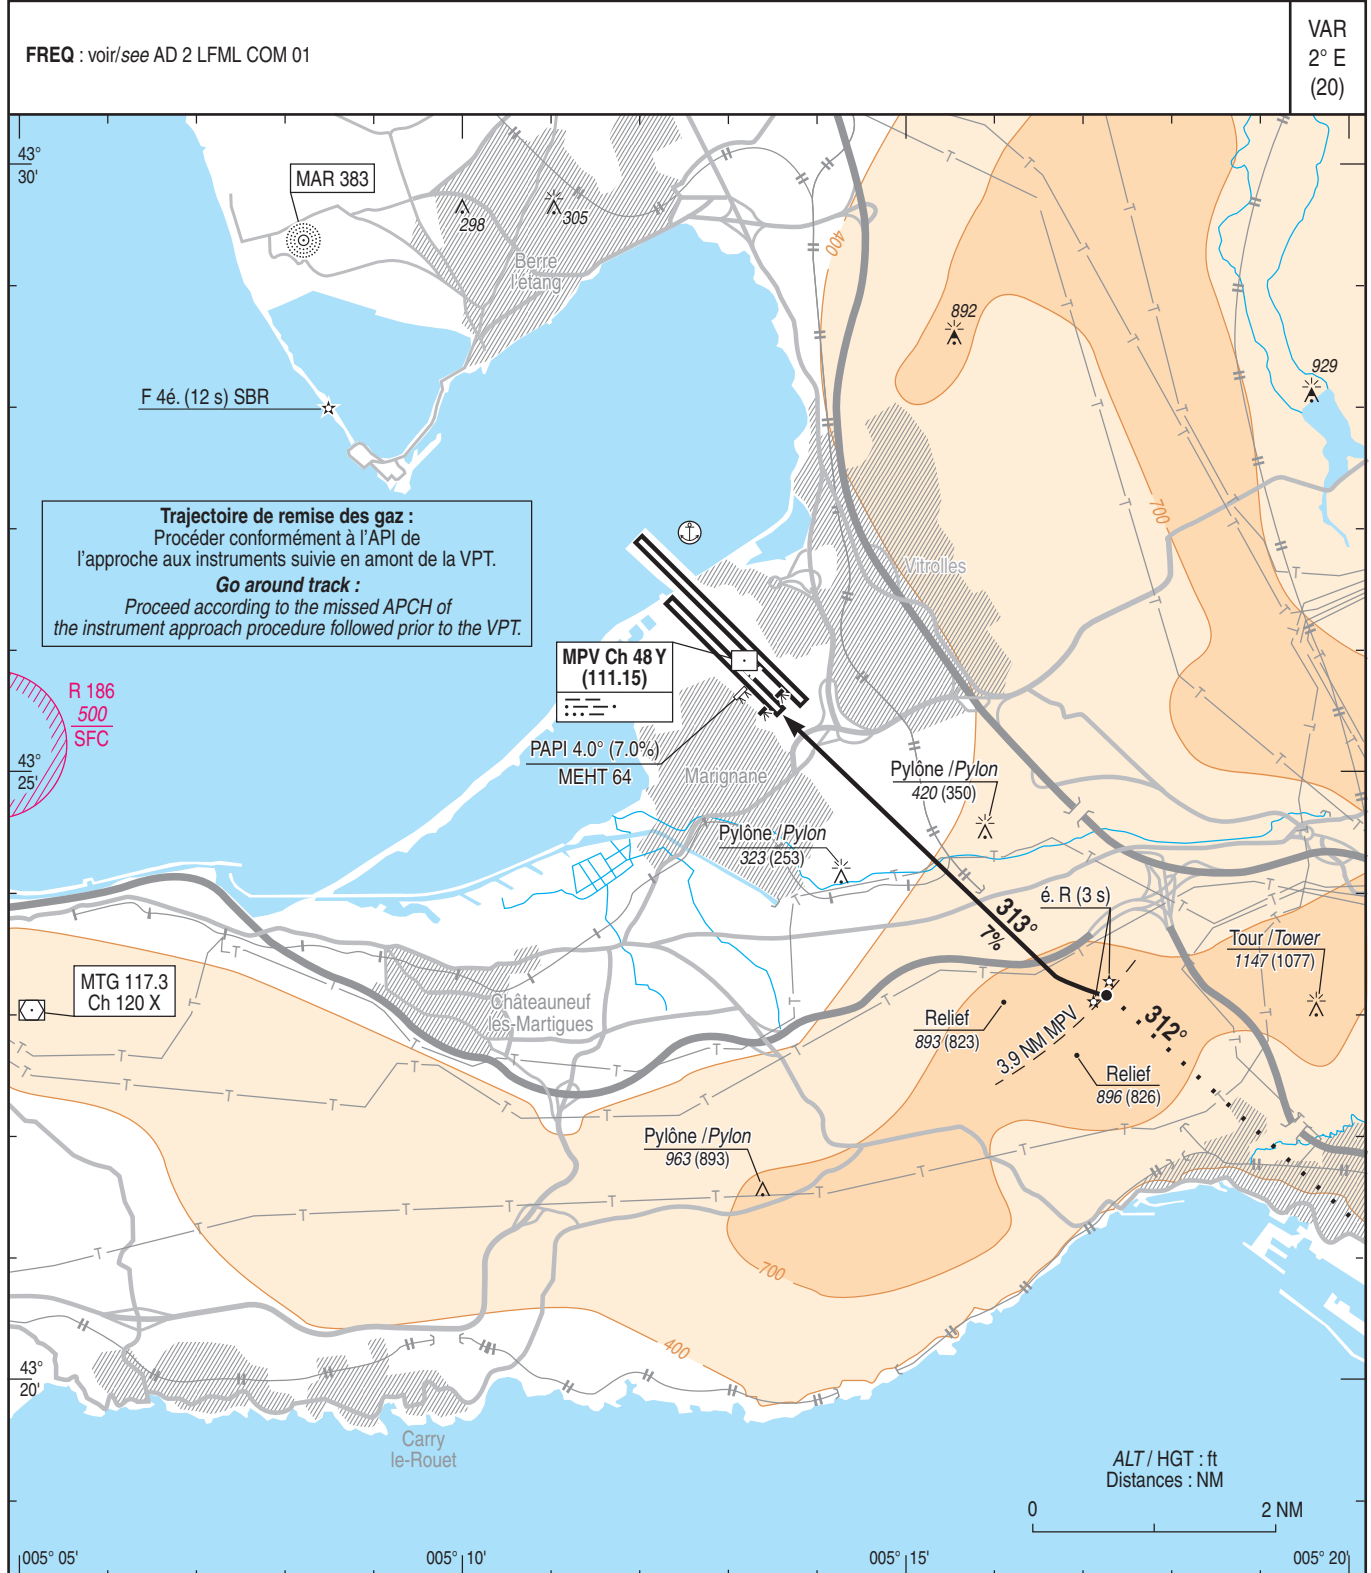 FREQ : voir/see AD 2 LFML COM 01
VAR
2° E
(20)
43°
30'
MAR 383
298
305
Berre
l'étang
400
892
929
F 4é. (12 s) SBR
Trajectoire de remise des gaz :
Procéder conformément à l'API de
l'approche aux instruments suivie en amont de la VPT.
Go around track :
Proceed according to the missed APCH of
the instrument approach procedure followed prior to the VPT.
700
Vitrolles
MPV Ch 48 Y
(111.15)
R 186
500
SFC
PAPI 4.0° (7.0%)
MEHT 64
Marignane
43°
25'
Pylône /Pylon
420 (350)
Pylône /Pylon
323 (253)
é. R (3 s)
313°
7%
Tour /Tower
1147 (1077)
MTG 117.3
Ch 120 X
Châteauneuf
les-Martigues
Relief
893 (823)
3.9 NM MPV
312°
Relief
896 (826)
Pylône /Pylon
963 (893)
700
400
43°
20'
Carry
le-Rouet
ALT / HGT : ft
Distances : NM
0
2 NM
005° 05'
005° 10'
005° 15'
005° 20'